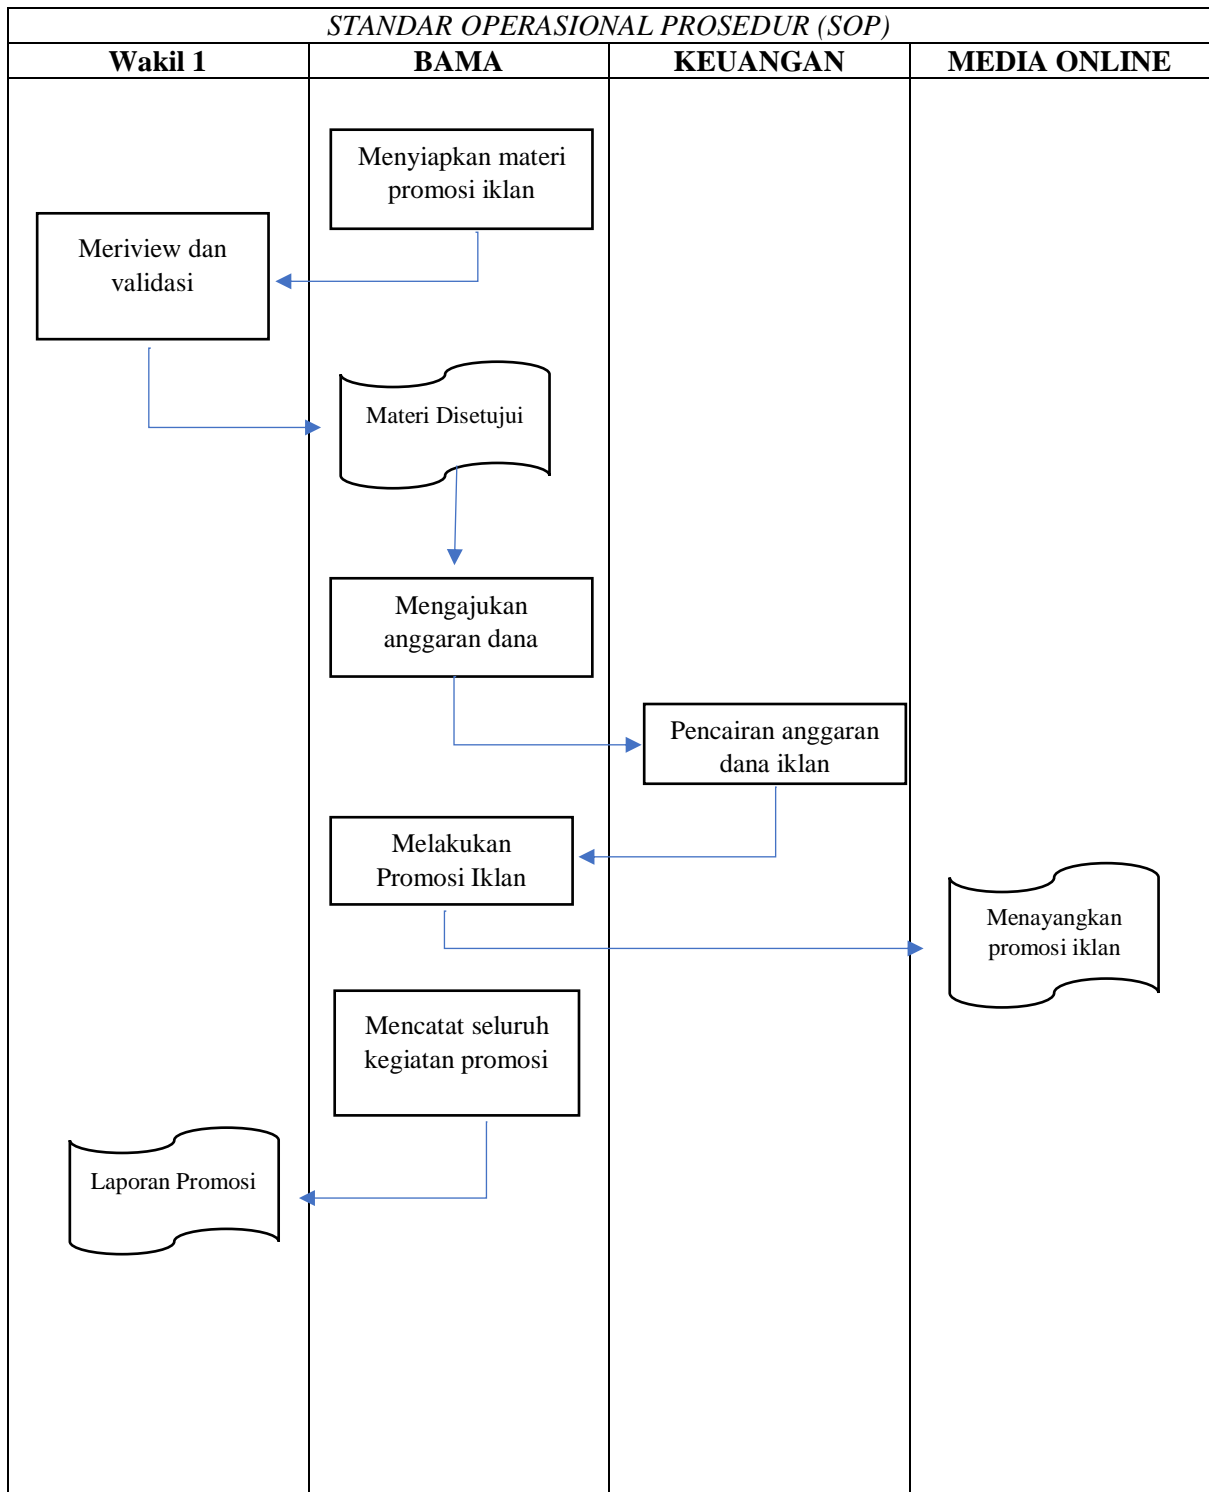 STANDAR OPERASIONAL PROSEDUR (SOP)
Wakil 1
BAMA
KEUANGAN
MEDIA ONLINE
Menyiapkan materi
promosi iklan
Meriview dan
validasi
Materi Disetujui
Mengajukan
anggaran dana
Pencairan anggaran
dana iklan
Melakukan
Promosi Iklan
Menayangkan
promosi iklan
Mencatat seluruh
kegiatan promosi
Laporan Promosi